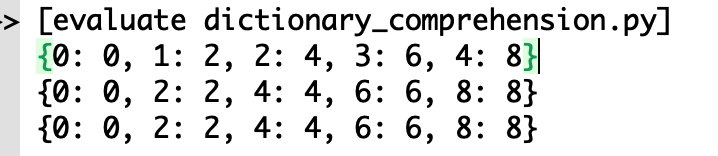 > [evaluate dictionary_comprehension.py]
{0: 0, 1: 2, 2: 4, 3: 6, 4: 8}
{0: 0, 2: 2, 4: 4, 6: 6, 8: 8}
{0: 0, 2: 2, 4: 4, 6: 6, 8: 8}